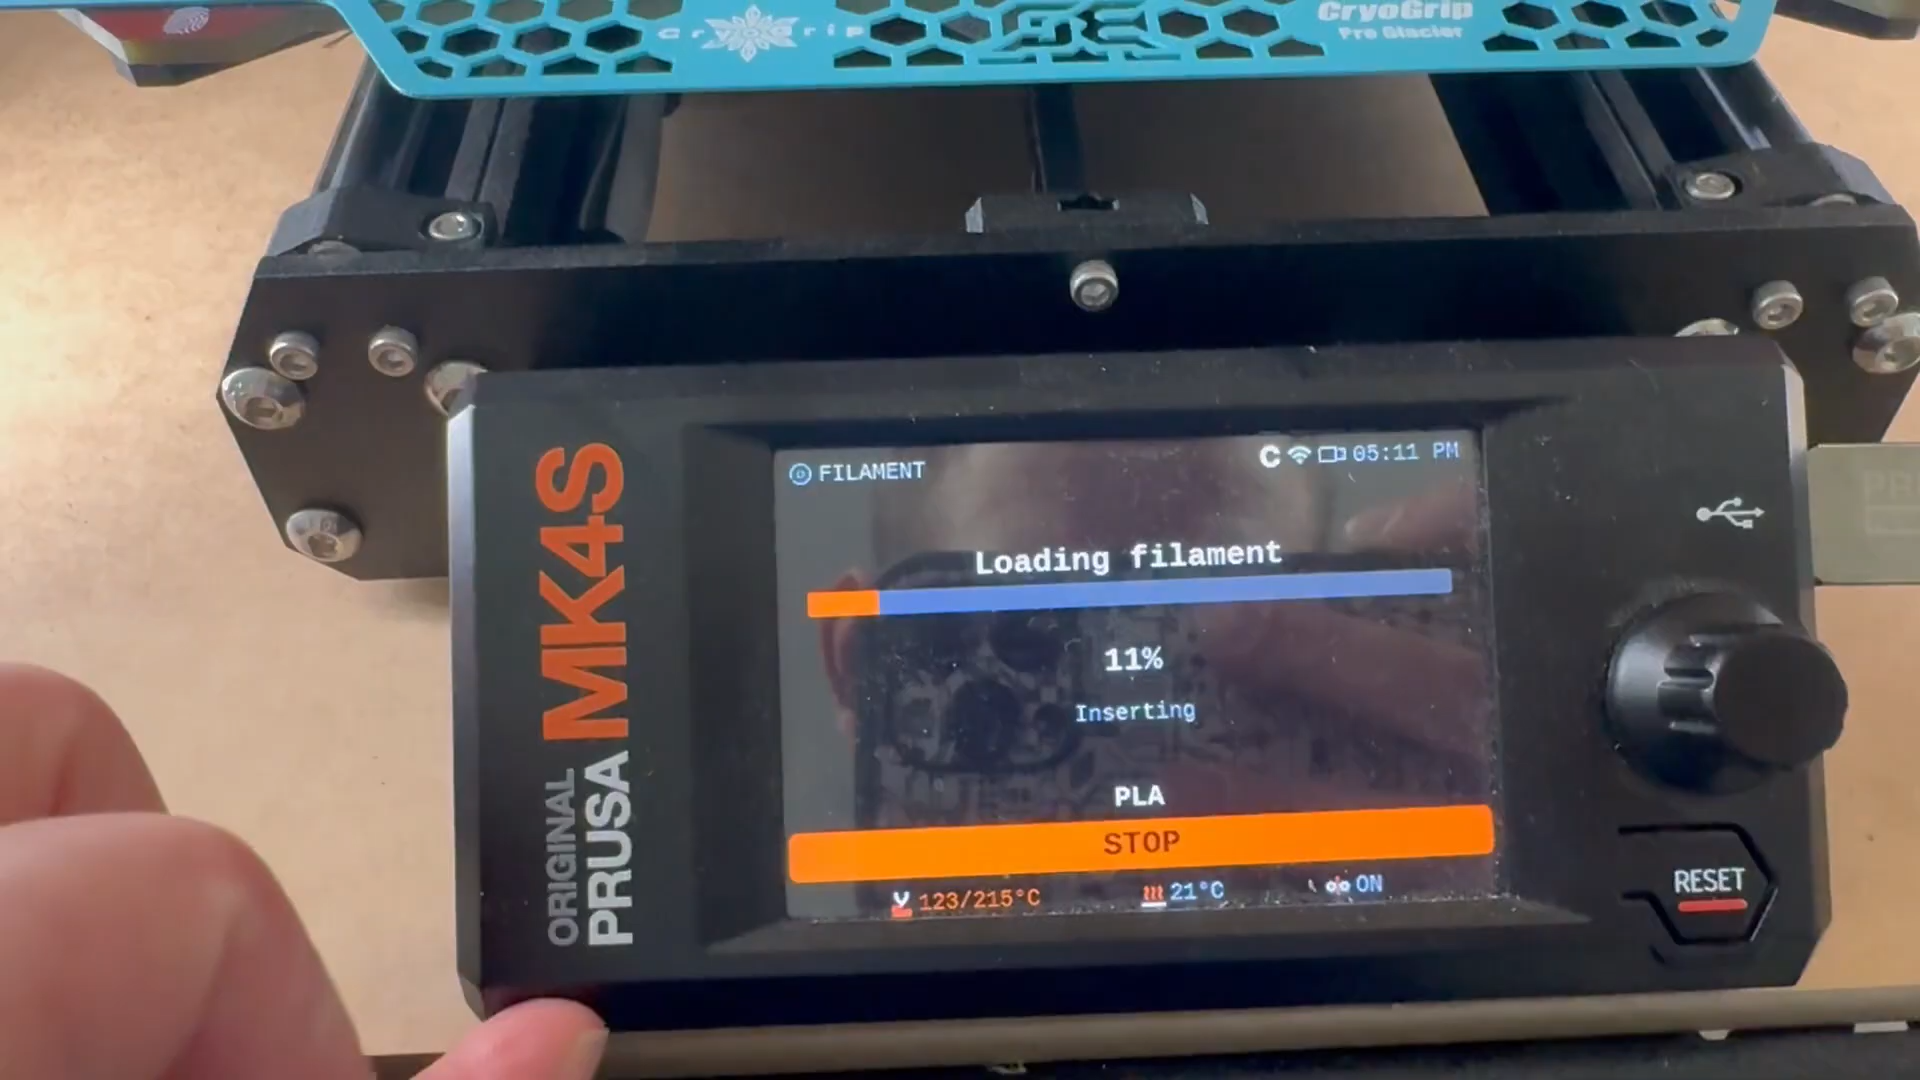 CryoGrip
CryoGrip
Pro Glacier
FILAMENT
C 05:11 PM
Loading filament
11%
Inserting
PLA
STOP
123/215°C 21°C ON
ORIGINAL
PRUSA MK4S
RESET